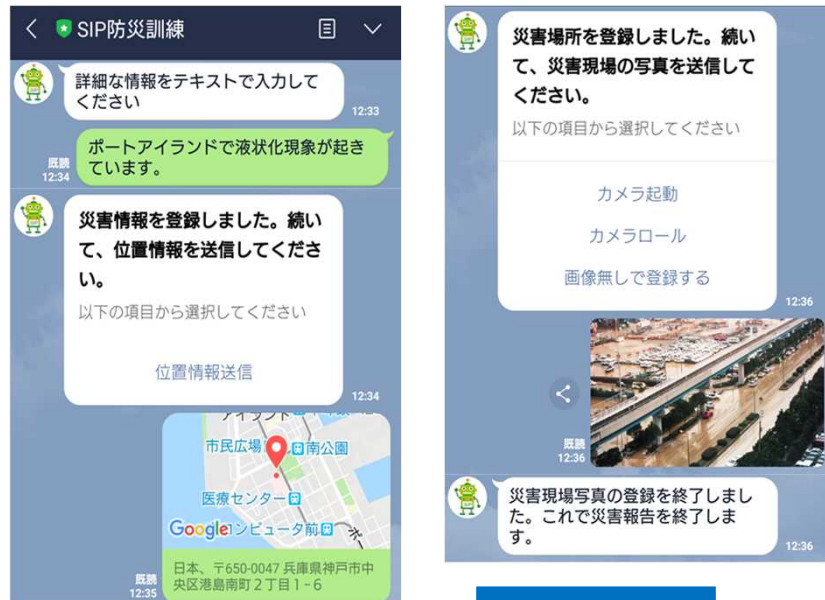 SIP防災訓練
詳細な情報をテキストで入力して
ください
12:33
ポートアイランドで液状化現象が起き
ています。
既読
12:34
災害情報を登録しました。続い
て、位置情報を送信してくださ
い。
以下の項目から選択してください
位置情報送信
12:34
アイランド
市民広場
南公園
医療センター
Google
コンピュータ前
ポー
日本、〒650-0047 兵庫県神戸市中
央区港島南町2丁目1-6
既読
12:35
災害場所を登録しました。続い
て、災害現場の写真を送信して
ください。
以下の項目から選択してください
カメラ起動
カメラロール
画像無しで登録する
12:36
既読
12:36
災害現場写真の登録を終了しまし
た。これで災害報告を終了しま
す。
12:36